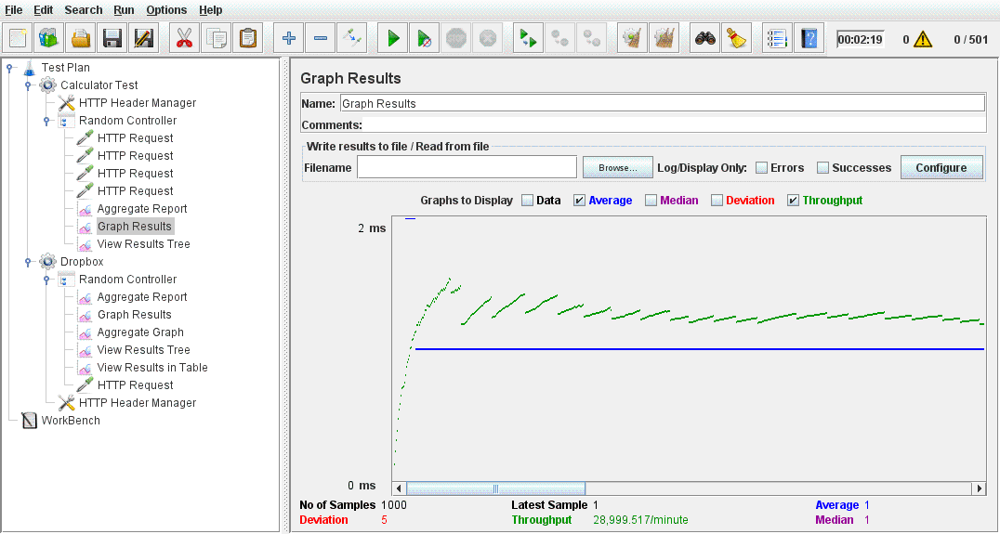 File Edit Search Run Options Help
00:02:19 0 0 / 501
Test Plan
Calculator Test
HTTP Header Manager
Random Controller
HTTP Request
HTTP Request
HTTP Request
HTTP Request
Aggregate Report
Graph Results
View Results Tree
Dropbox
Random Controller
Aggregate Report
Graph Results
Aggregate Graph
View Results Tree
View Results in Table
HTTP Request
HTTP Header Manager
WorkBench
Graph Results
Name: Graph Results
Comments:
Write results to file / Read from file
Filename Browse... Log/Display Only: Errors Successes Configure
Graphs to Display Data Average Median Deviation Throughput
2 ms
0 ms
No of Samples 1000 Latest Sample 1 Average 1
Deviation 5 Throughput 28,999.517/minute Median 1